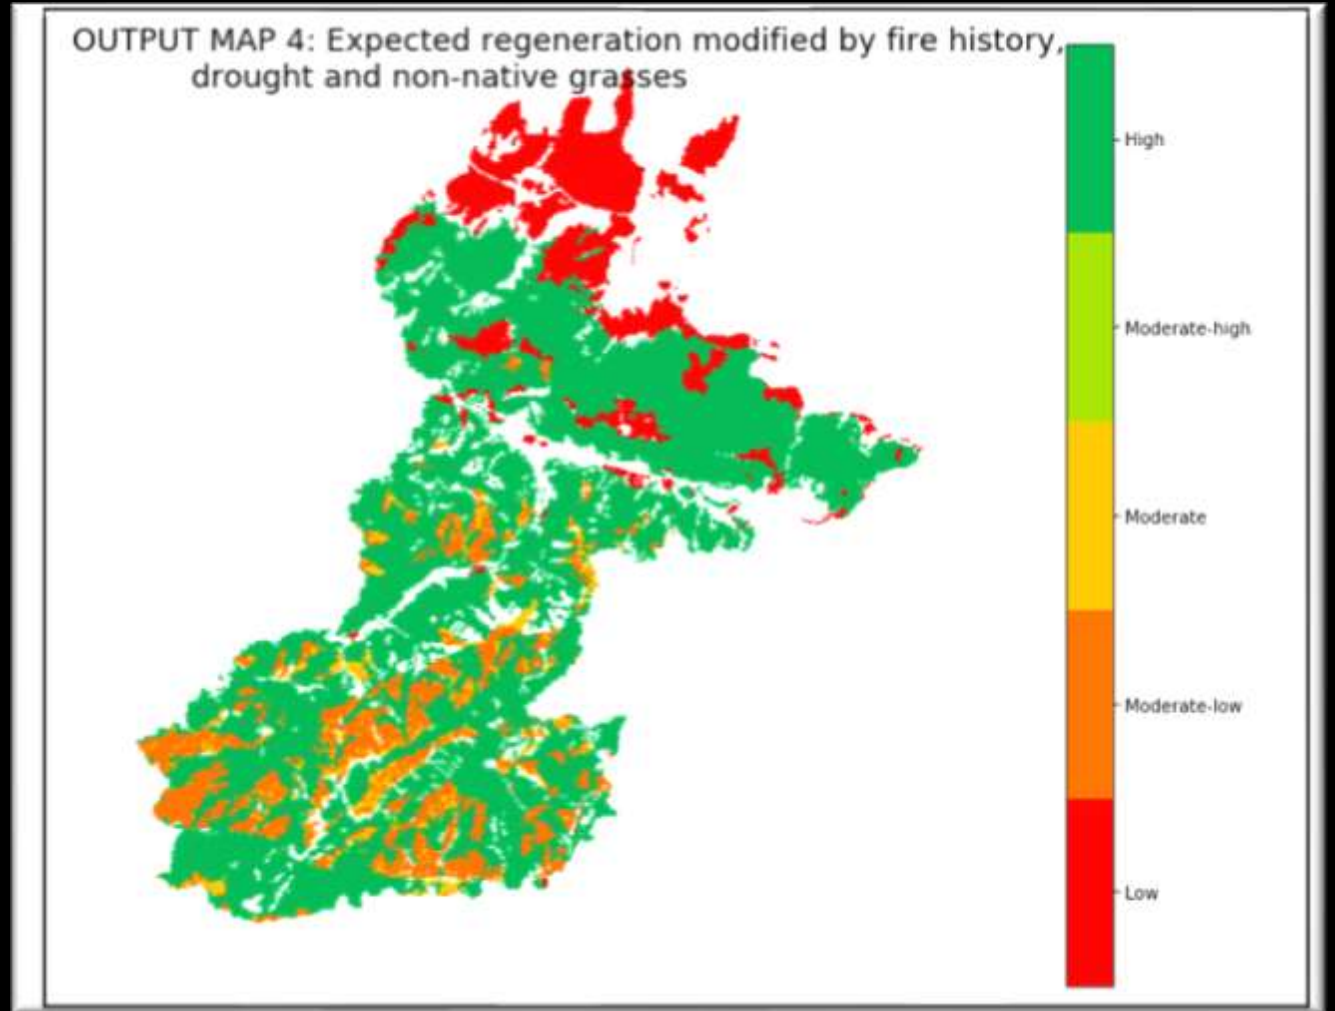 OUTPUT MAP 4: Expected regeneration modified by fire history,
drought and non-native grasses
High
Moderate-high
Moderate
Moderate-low
Low